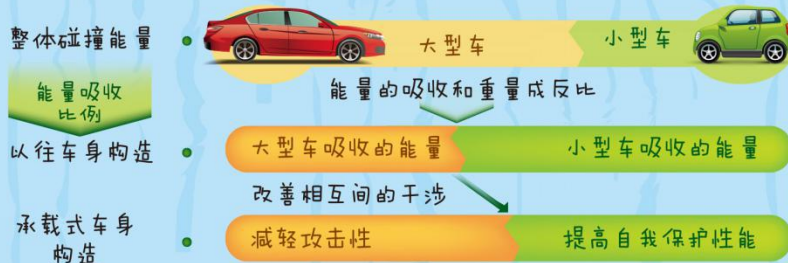 整体碰撞能量
大型车
小型车
能量吸收
比例
能量的吸收和重量成反比
以往车身构造
大型车吸收的能量
小型车吸收的能量
改善相互间的干涉
承载式车身
构造
减轻攻击性
提高自我保护性能